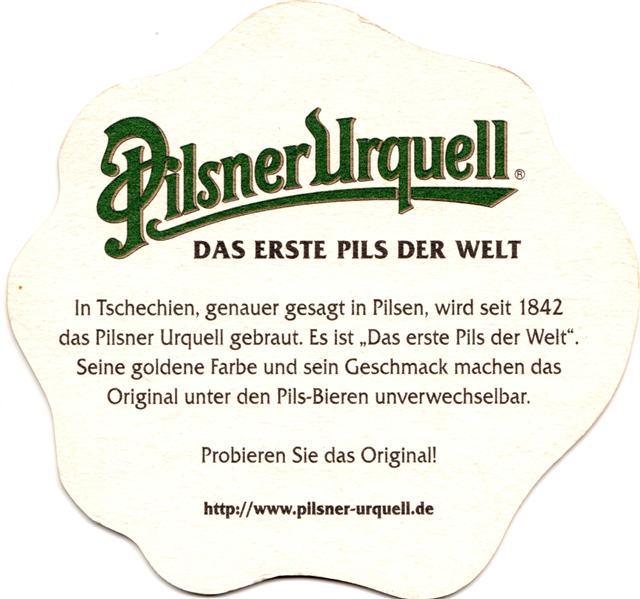 Pilsner Urquell®
DAS ERSTE PILS DER WELT
In Tschechien, genauer gesagt in Pilsen, wird seit 1842
das Pilsner Urquell gebraut. Es ist „Das erste Pils der Welt“.
Seine goldene Farbe und sein Geschmack machen das
Original unter den Pils-Bieren unverwechselbar.
Probieren Sie das Original!
http://www.pilsner-urquell.de